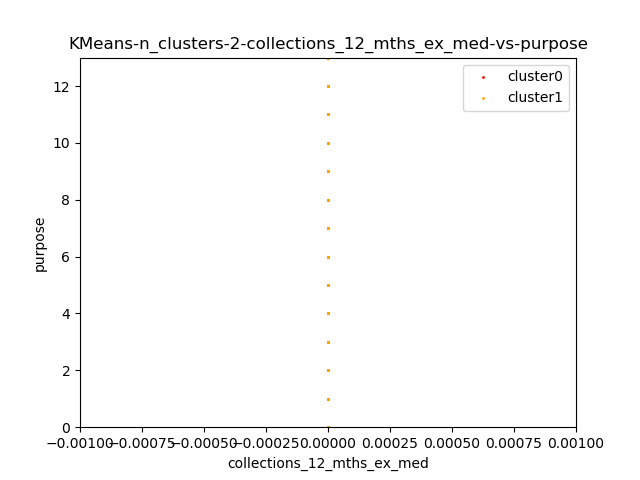 KMeans-n_clusters-2-collections_12_mths_ex_med-vs-purpose
cluster0
cluster1
12
10
8
6
4
2
0
purpose
−0.00100 −0.00075 −0.00050 −0.00025 0.00000 0.00025 0.00050 0.00075 0.00100
collections_12_mths_ex_med